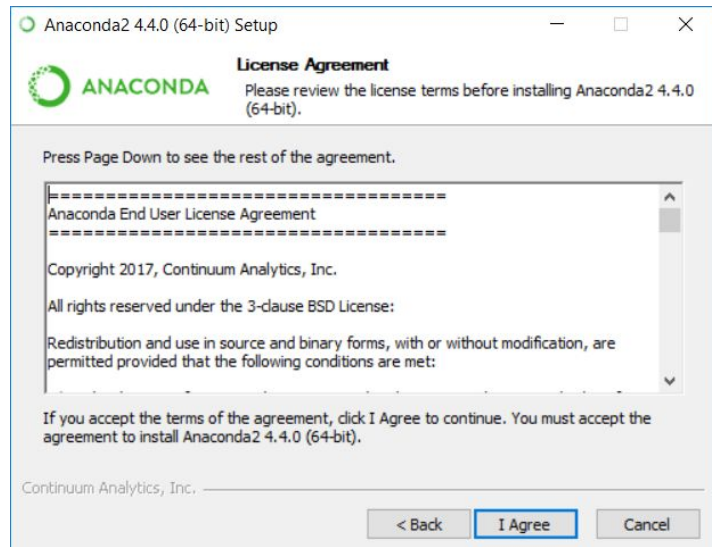 Anaconda2 4.4.0 (64-bit) Setup
ANACONDA
License Agreement
Please review the license terms before installing Anaconda2 4.4.0
(64-bit).
Press Page Down to see the rest of the agreement.
===================================
Anaconda End User License Agreement
===================================
Copyright 2017, Continuum Analytics, Inc.
All rights reserved under the 3-clause BSD License:
Redistribution and use in source and binary forms, with or without modification, are
permitted provided that the following conditions are met:
If you accept the terms of the agreement, click I Agree to continue. You must accept the
agreement to install Anaconda2 4.4.0 (64-bit).
Continuum Analytics, Inc.
< Back
I Agree
Cancel